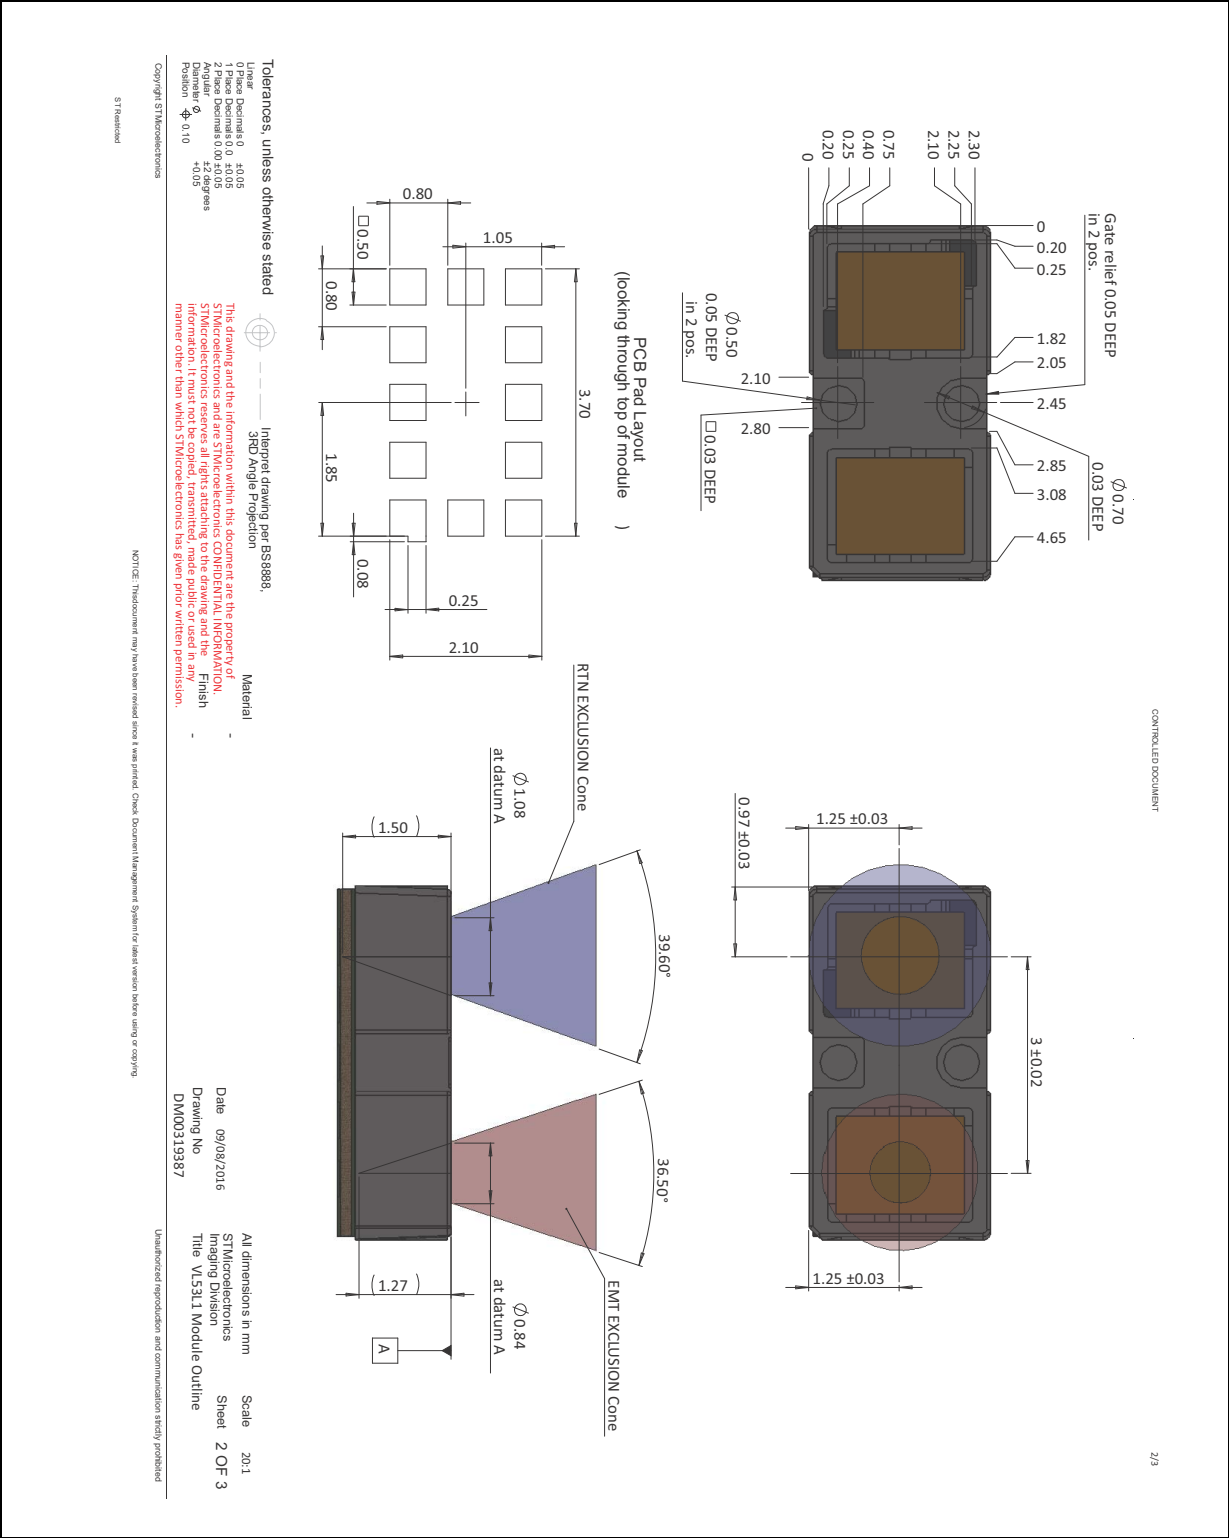 CONTROLLED DOCUMENT
2/3
Gate relief 0.05 DEEP
in 2 pos.
2.30
2.25
2.10
0.75
0.40
0.25
0.20
0
0
0.20
0.25
1.82
2.05
2.45
2.85
3.08
4.65
Ø0.70
0.03 DEEP
2.10
2.80
Ø0.50
0.05 DEEP
in 2 pos.
□0.03 DEEP
3 ±0.02
1.25 ±0.03
0.97 ±0.03
1.25 ±0.03
PCB Pad Layout
(looking through top of module )
3.70
1.05
0.80
□0.50
0.80
1.85
0.08
0.25
2.10
RTN EXCLUSION Cone
39.60°
36.50°
EMT EXCLUSION Cone
Ø1.08
at datum A
Ø0.84
at datum A
(1.50 )
(1.27 )
A
Tolerances, unless otherwise stated
Linear
0 Place Decimals 0 ±0.05
1 Place Decimals 0.0 ±0.05
2 Place Decimals 0.00 ±0.05
Angular ±2 degrees
Diameter Ø +0.05
Position ⌖ 0.10
Interpret drawing per BS8888,
3RD Angle Projection
This drawing and the information within this document are the property of
STMicroelectronics and are STMicroelectronics CONFIDENTIAL INFORMATION.
STMicroelectronics reserves all rights attaching to the drawing and the
information. It must not be copied, transmitted, made public or used in any
manner other than which STMicroelectronics has given prior written permission.
Material
-
Finish
-
Date 09/08/2016
Drawing No
DM00319387
All dimensions in mm
STMicroelectronics
Imaging Division
Title VL53L1 Module Outline
Scale 20:1
Sheet 2 OF 3
Copyright STMicroelectronics
Unauthorized reproduction and communication strictly prohibited
NOTICE: This document may have been revised since it was printed. Check Document Management System for latest version before using or copying.
ST Restricted